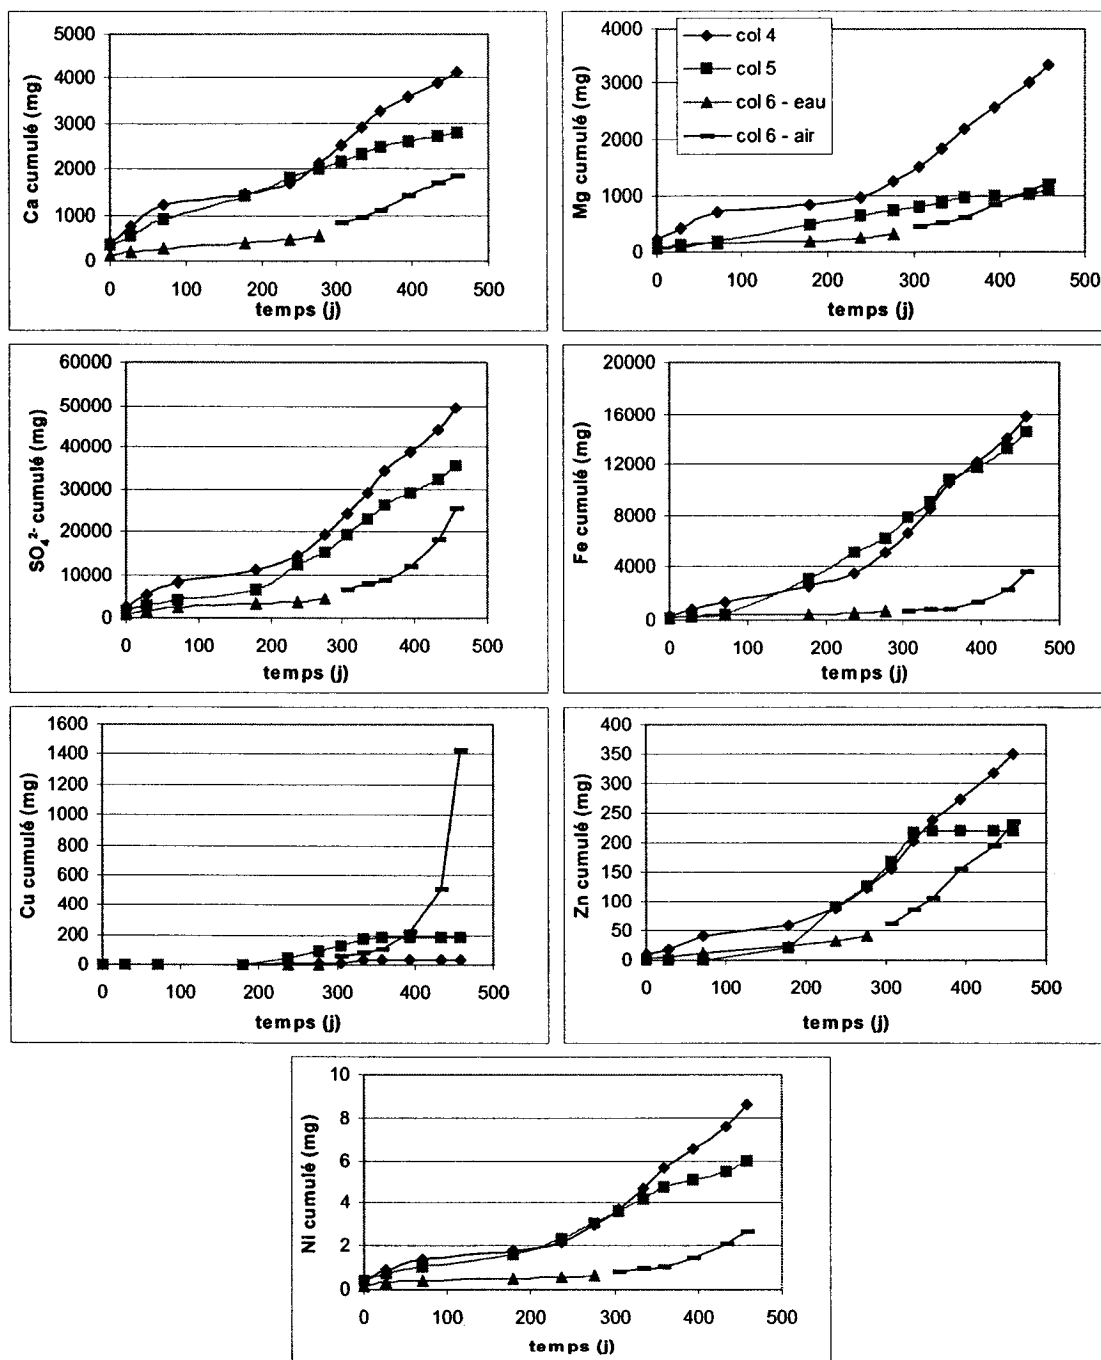 Ca cumulé (mg)
5000
4000
3000
2000
1000
0
0 100 200 300 400 500
temps (j)
Mg cumulé (mg)
4000
3000
2000
1000
0
0 100 200 300 400 500
temps (j)
col 4
col 5
col 6 - eau
col 6 - air
SO₄²⁻ cumulé (mg)
60000
50000
40000
30000
20000
10000
0
0 100 200 300 400 500
temps (j)
Fe cumulé (mg)
20000
16000
12000
8000
4000
0
0 100 200 300 400 500
temps (j)
Cu cumulé (mg)
1600
1400
1200
1000
800
600
400
200
0
0 100 200 300 400 500
temps (j)
Zn cumulé (mg)
400
350
300
250
200
150
100
50
0
0 100 200 300 400 500
temps (j)
Ni cumulé (mg)
10
8
6
4
2
0
0 100 200 300 400 500
temps (j)